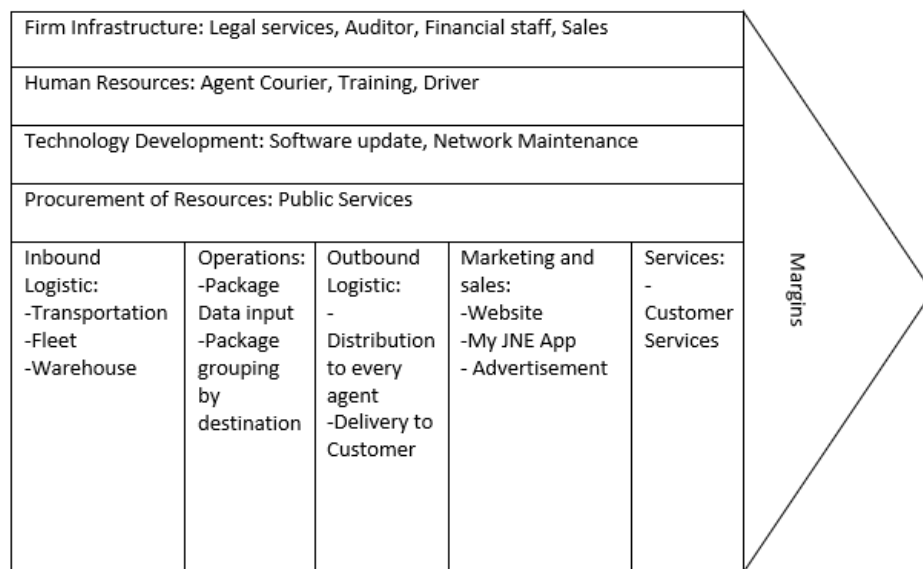 Firm Infrastructure: Legal services, Auditor, Financial staff, Sales
Human Resources: Agent Courier, Training, Driver
Technology Development: Software update, Network Maintenance
Procurement of Resources: Public Services
Inbound
Logistic:
-Transportation
-Fleet
-Warehouse
Operations:
-Package
Data input
-Package
grouping
by
destination
Outbound
Logistic:
-
Distribution
to every
agent
-Delivery to
Customer
Marketing and
sales:
-Website
-My JNE App
- Advertisement
Services:
-
Customer
Services
Margins